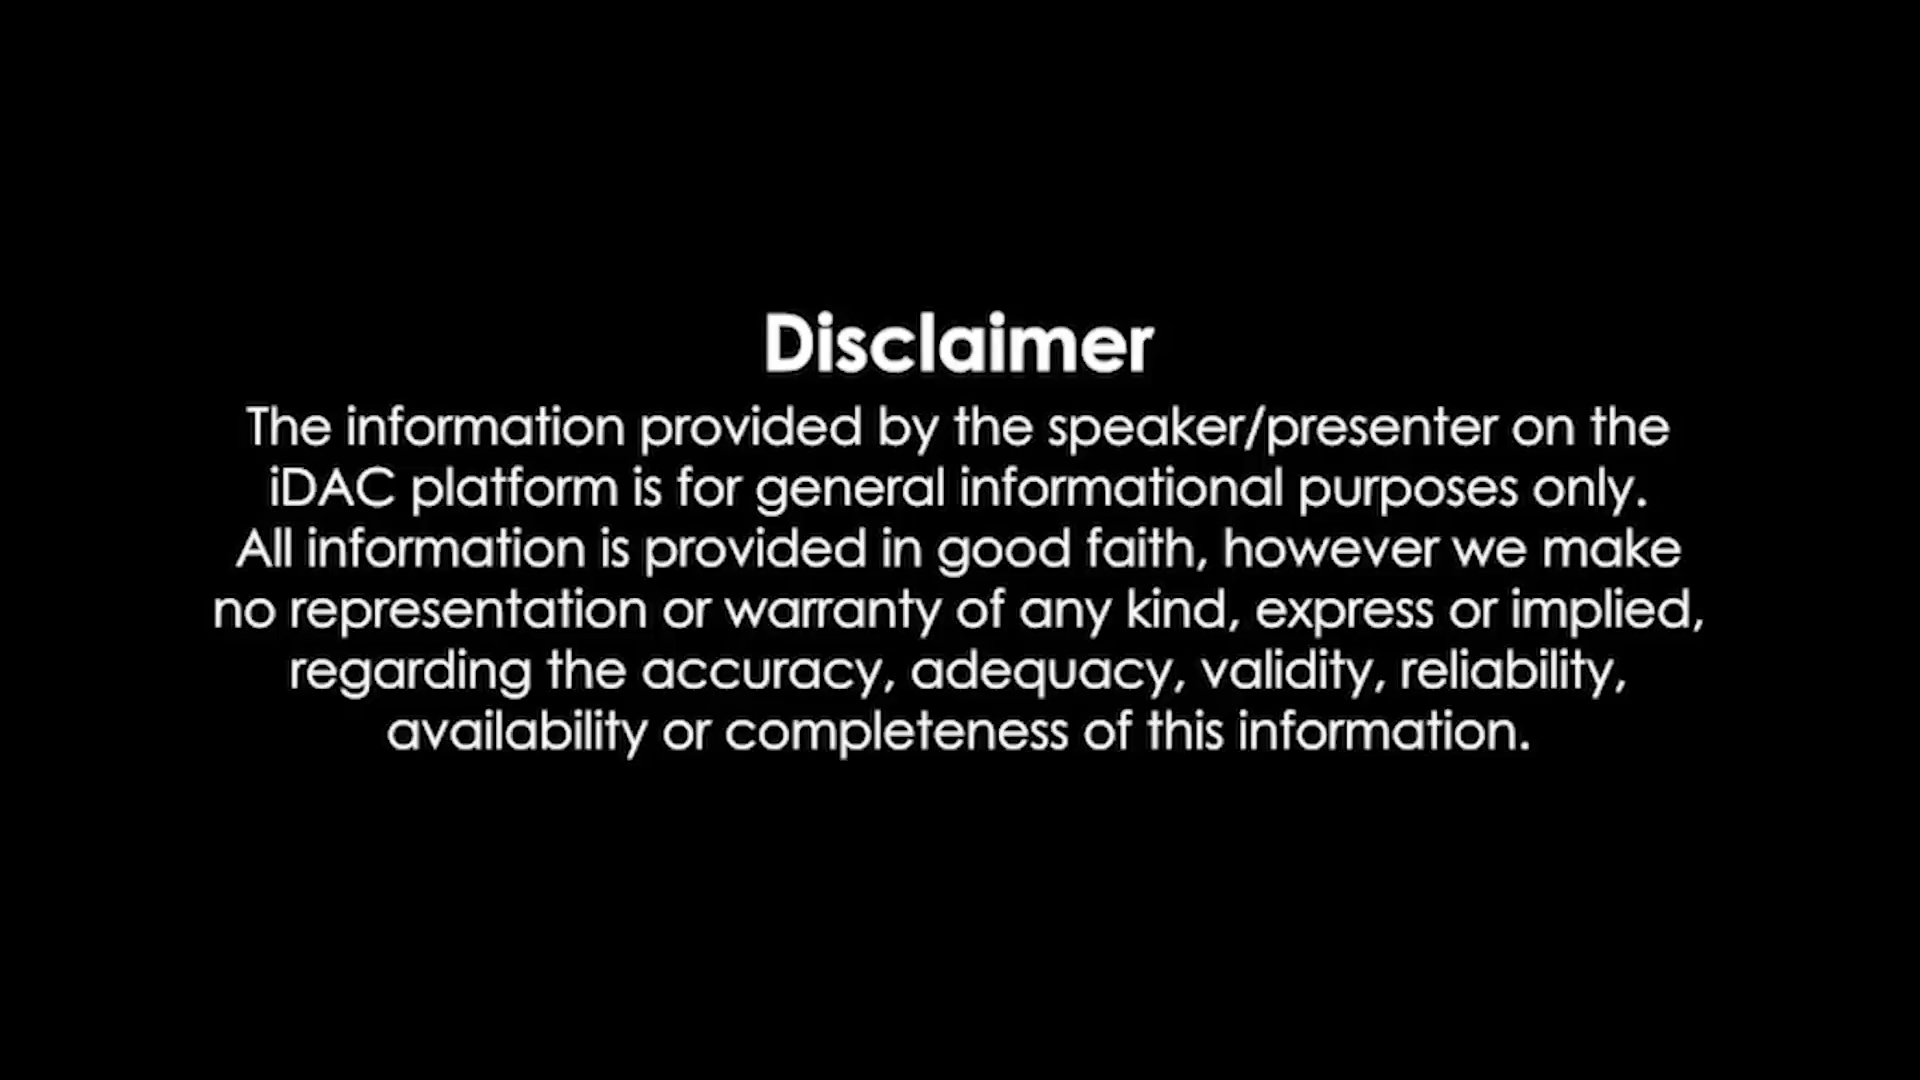 Disclaimer
The information provided by the speaker/presenter on the
iDAC platform is for general informational purposes only.
All information is provided in good faith, however we make
no representation or warranty of any kind, express or implied,
regarding the accuracy, adequacy, validity, reliability,
availability or completeness of this information.